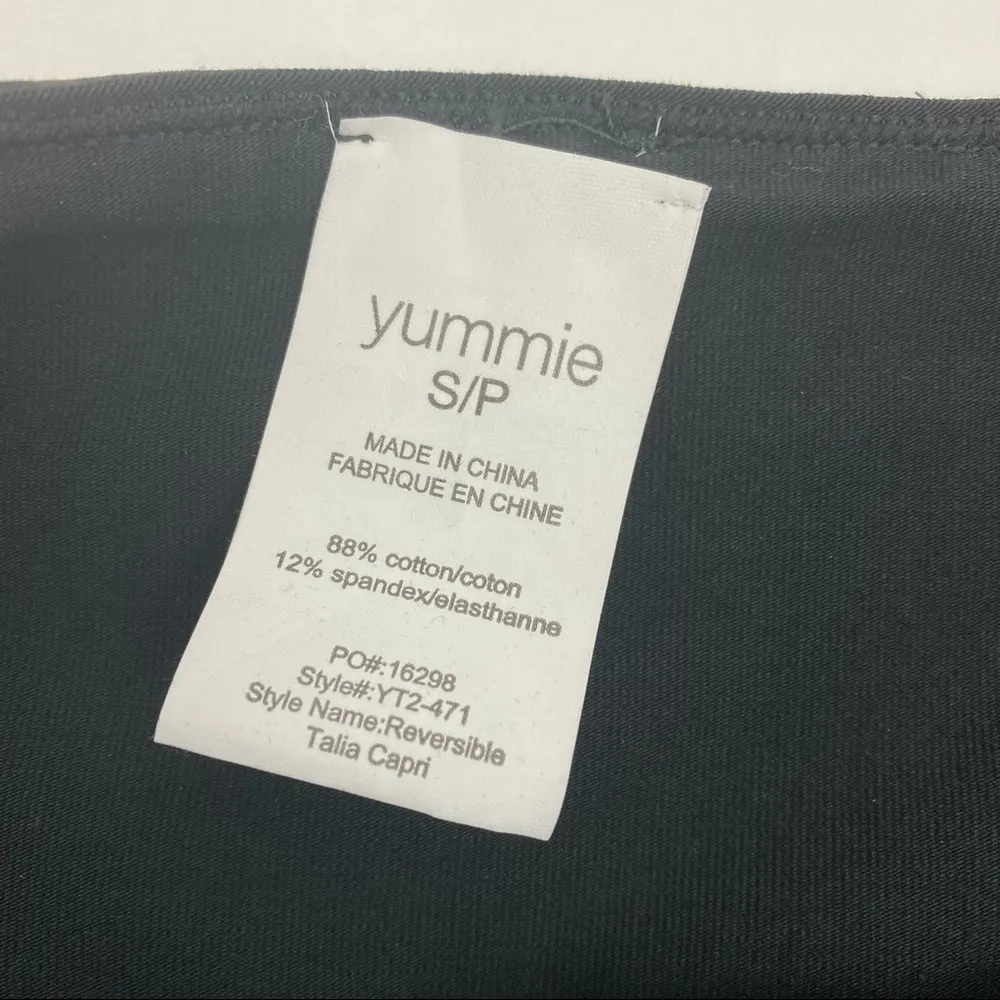 yummie
S/P
MADE IN CHINA
FABRIQUE EN CHINE
88% cotton/coton
12% spandex/elasthanne
PO#:16298
Style#:YT2-471
Style Name:Reversible
Talia Capri